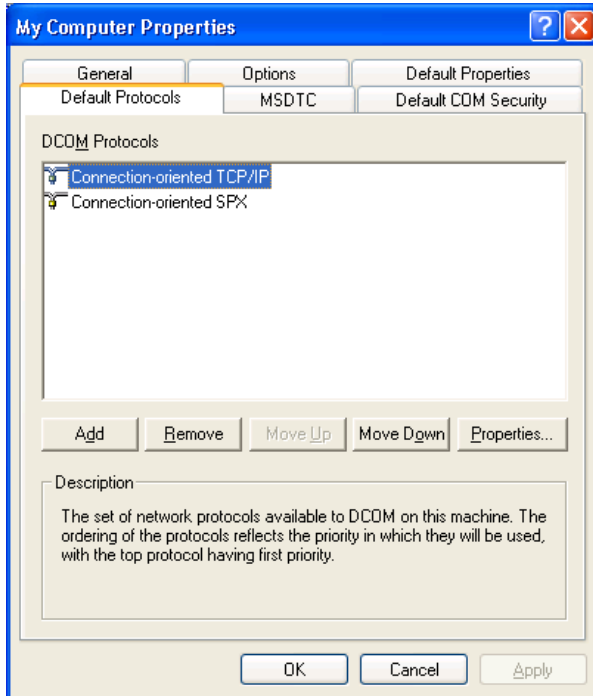 My Computer Properties
General Options Default Properties
Default Protocols MSDTC Default COM Security
DCOM Protocols
Connection-oriented TCP/IP
Connection-oriented SPX
Add Remove Move Up Move Down Properties...
Description
The set of network protocols available to DCOM on this machine. The
ordering of the protocols reflects the priority in which they will be used,
with the top protocol having first priority.
OK Cancel Apply